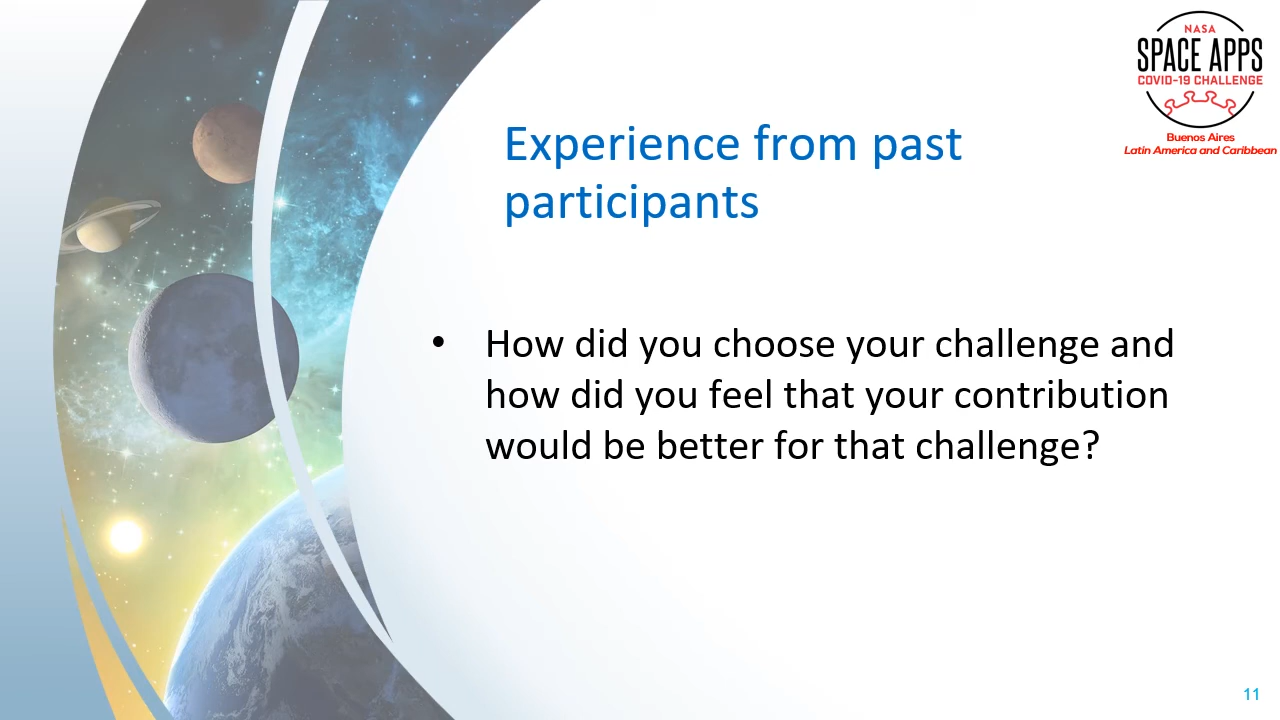 NASA
SPACE APPS
COVID-19 CHALLENGE
Buenos Aires
Latin America and Caribbean
Experience from past
participants
• How did you choose your challenge and
how did you feel that your contribution
would be better for that challenge?
11